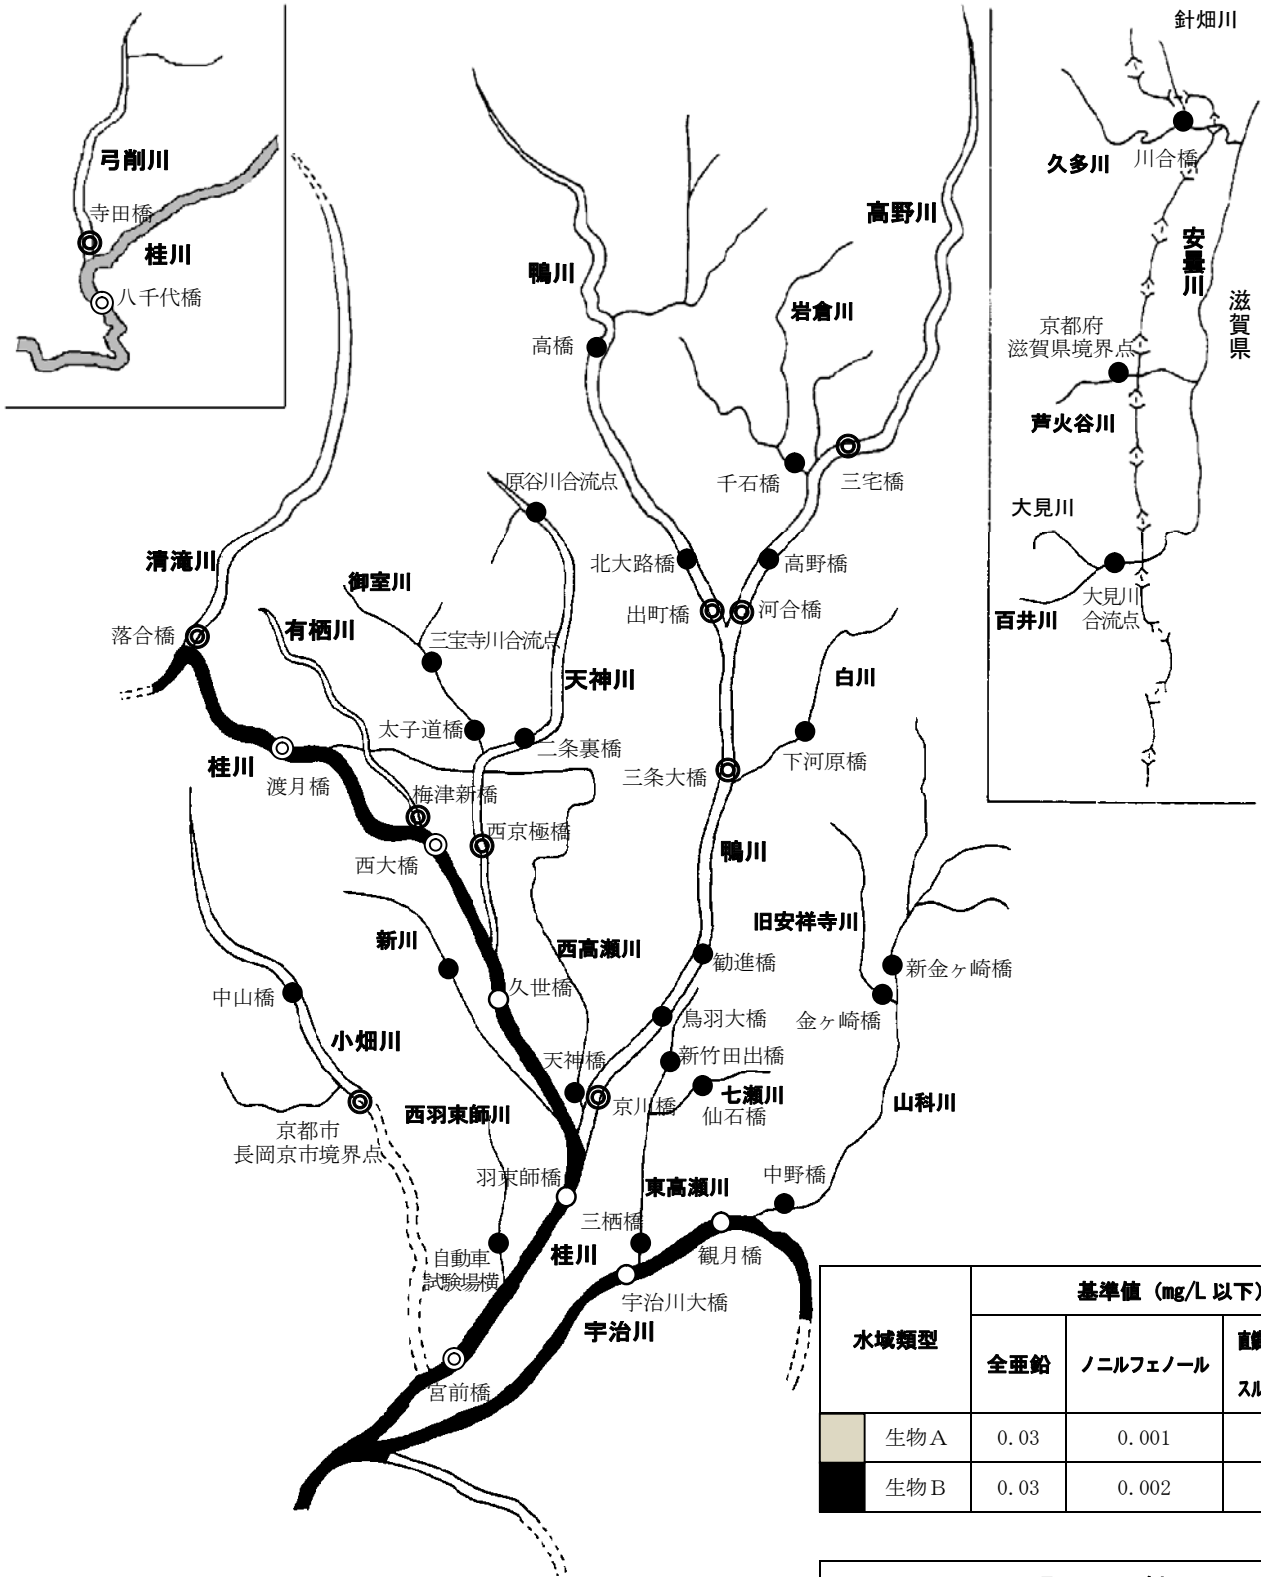 針畑川
弓削川
寺田橋
桂川
八千代橋
久多川
川合橋
安曇川
滋賀県
高野川
鴨川
岩倉川
高橋
京都府
滋賀県境界点
芦火谷川
千石橋
三宅橋
原谷川合流点
大見川
清滝川
御室川
北大路橋
高野橋
出町橋
河合橋
大見川
合流点
百井川
落合橋
有栖川
三宝寺川合流点
天神川
白川
太子道橋
二条裏橋
桂川
渡月橋
三条大橋
下河原橋
梅津新橋
西京極橋
西大橋
鴨川
新川
西高瀬川
旧安祥寺川
勧進橋
新金ヶ崎橋
中山橋
久世橋
金ヶ崎橋
鳥羽大橋
小畑川
天神橋
新竹田出橋
西羽束師川
京川橋
七瀬川
仙石橋
山科川
京都市
長岡京市境界点
羽束師橋
中野橋
東高瀬川
三栖橋
桂川
観月橋
自動車
試験場横
宇治川大橋
宇治川
宮前橋
水域類型
基準値（mg/L 以下）
全亜鉛
ノニルフェノール
生物A
0.03
0.001
生物B
0.03
0.002